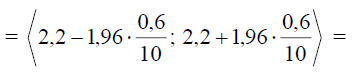 = ⟨ 2,2 − 1,96 · 0,6/10 ; 2,2 + 1,96 · 0,6/10 ⟩ =